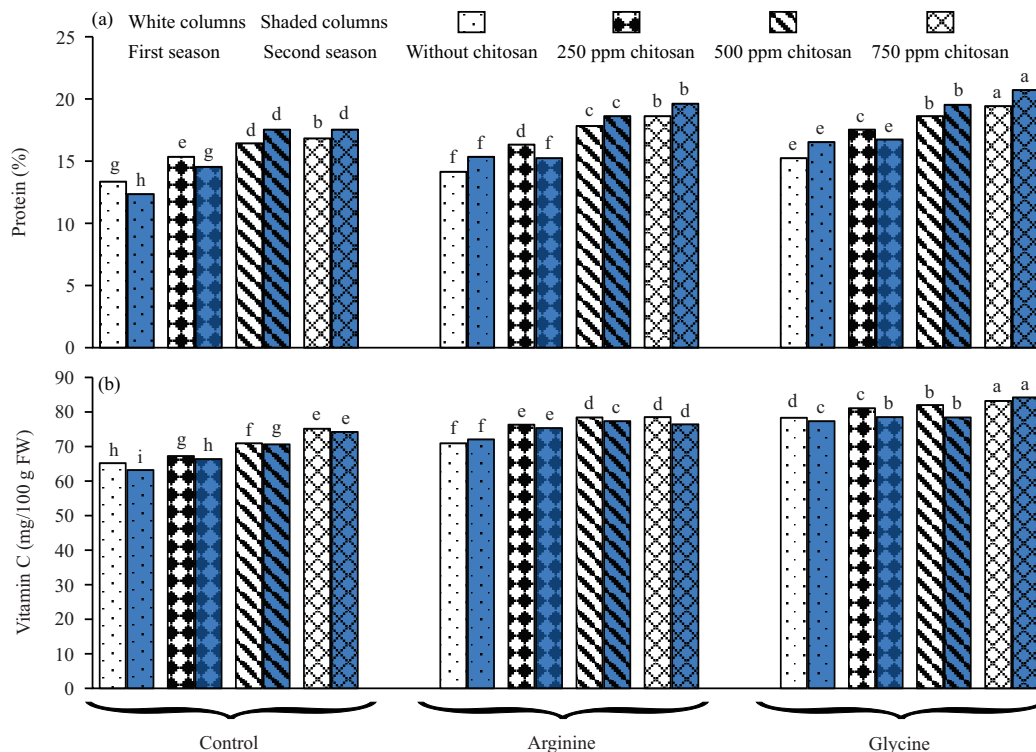 (a) White columns Shaded columns
First season Second season Without chitosan 250 ppm chitosan 500 ppm chitosan 750 ppm chitosan
Protein (%)
25
20
15
10
5
0
g h e g d d b d f f d f c c b b e e c e b b a a
(b)
Vitamin C (mg/100 g FW)
90
80
70
60
50
40
30
20
10
0
h i g h f g e e f f e e d c d d d c c b b b a a
Control Arginine Glycine